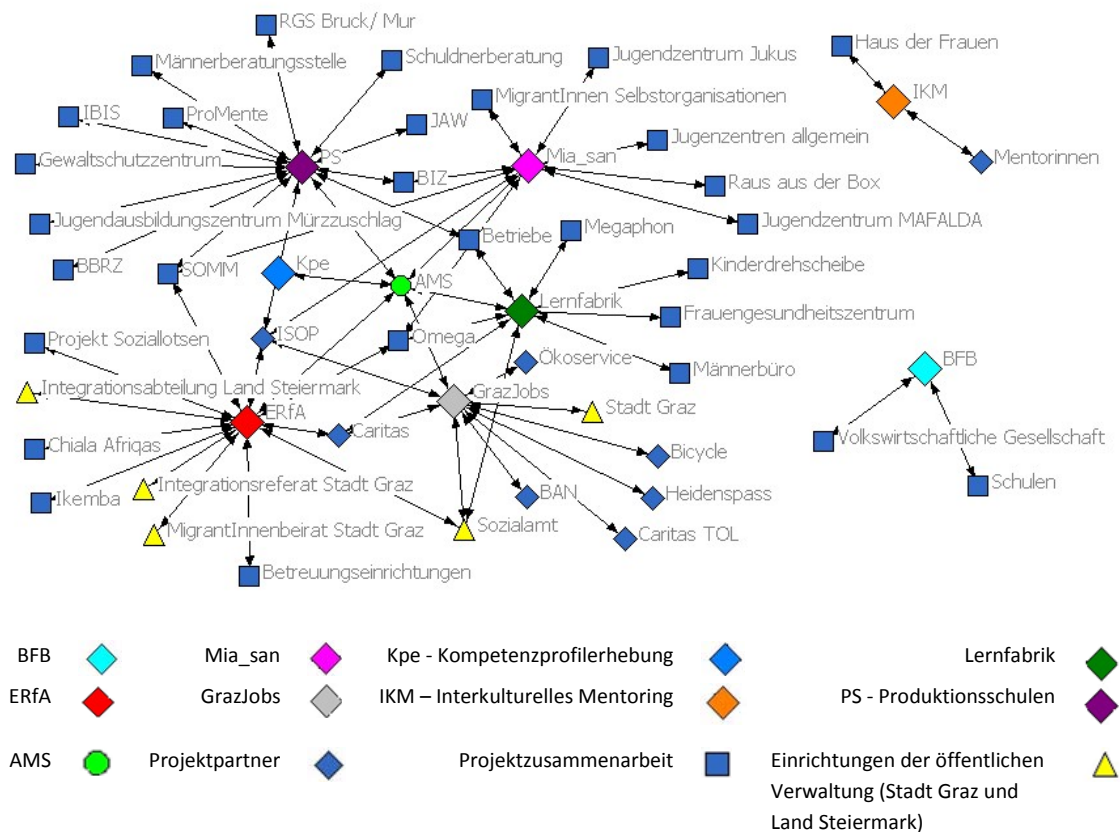 RGS Bruck/ Mur
Männerberatungsstelle
Schuldnerberatung
Jugendzentrum Jukus
Haus der Frauen
MigrantInnen Selbstorganisationen
IKM
IBIS
ProMente
JAW
Jugenzentren allgemein
Gewaltschutzzentrum
PS
Mia_san
Mentorinnen
BIZ
Raus aus der Box
Jugendausbildungszentrum Mürzzuschlag
Betriebe
Megaphon
Jugendzentrum MAFALDA
BBRZ
SOMM
Kpe
AMS
Kinderdrehscheibe
Lernfabrik
Frauengesundheitszentrum
Projekt Soziallotsen
ISOP
Omega
Ökoservice
Männerbüro
BFB
Integrationsabteilung Land Steiermark
GrazJobs
Stadt Graz
ERfA
Caritas
Volkswirtschaftliche Gesellschaft
Chiala Afriqas
Bicycle
Integrationsreferat Stadt Graz
BAN
Heidenspass
Schulen
Ikemba
MigrantInnenbeirat Stadt Graz
Sozialamt
Caritas TOL
Betreuungseinrichtungen
BFB
Mia_san
Kpe - Kompetenzprofilerhebung
Lernfabrik
ERfA
GrazJobs
IKM – Interkulturelles Mentoring
PS - Produktionsschulen
AMS
Projektpartner
Projektzusammenarbeit
Einrichtungen der öffentlichen
Verwaltung (Stadt Graz und
Land Steiermark)